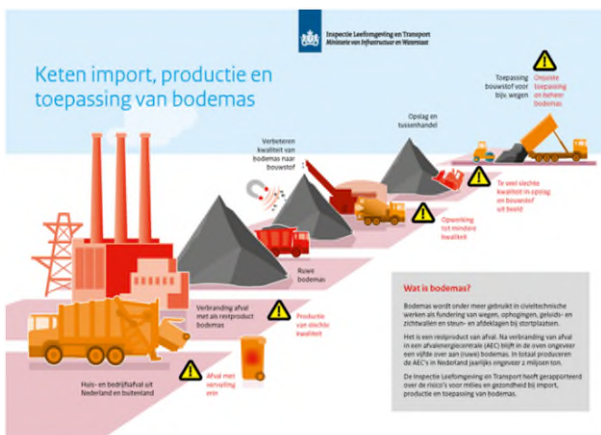 Inspectie Leefomgeving en Transport
Ministerie van Infrastructuur en Waterstaat
Keten import, productie en
toepassing van bodemas
Toepassing
bouwstof voor
bijv. wegen
Onjuiste
toepassing
en beheer
bodemas
Opslag en
tussenhandel
Verbeteren
kwaliteit van
bodemas naar
bouwstof
Te veel slechte
kwaliteit in opslag
en bouwstof
uit beeld
Opwerking
tot mindere
kwaliteit
Ruwe
bodemas
Verbranding afval
met als restproduct
bodemas
Productie
van slechte
kwaliteit
Huis- en bedrijfsafval uit
Nederland en buitenland
Afval met
vervuiling
erin
Wat is bodemas?
Bodemas wordt onder meer gebruikt in civieltechnische
werken als fundering van wegen, ophogingen, geluids- en
zichtwallen en steun- en afdeklagen bij stortplaatsen.
Het is een restproduct van afval. Na verbranding van afval
in een afvalenergiecentrale (AEC) blijft in de oven ongeveer
een vijfde over aan (ruwe) bodemas. In totaal produceren
de AEC's in Nederland jaarlijks ongeveer 2 miljoen ton.
De Inspectie Leefomgeving en Transport heeft gerapporteerd
over de risico's voor milieu en gezondheid bij import,
productie en toepassing van bodemas.